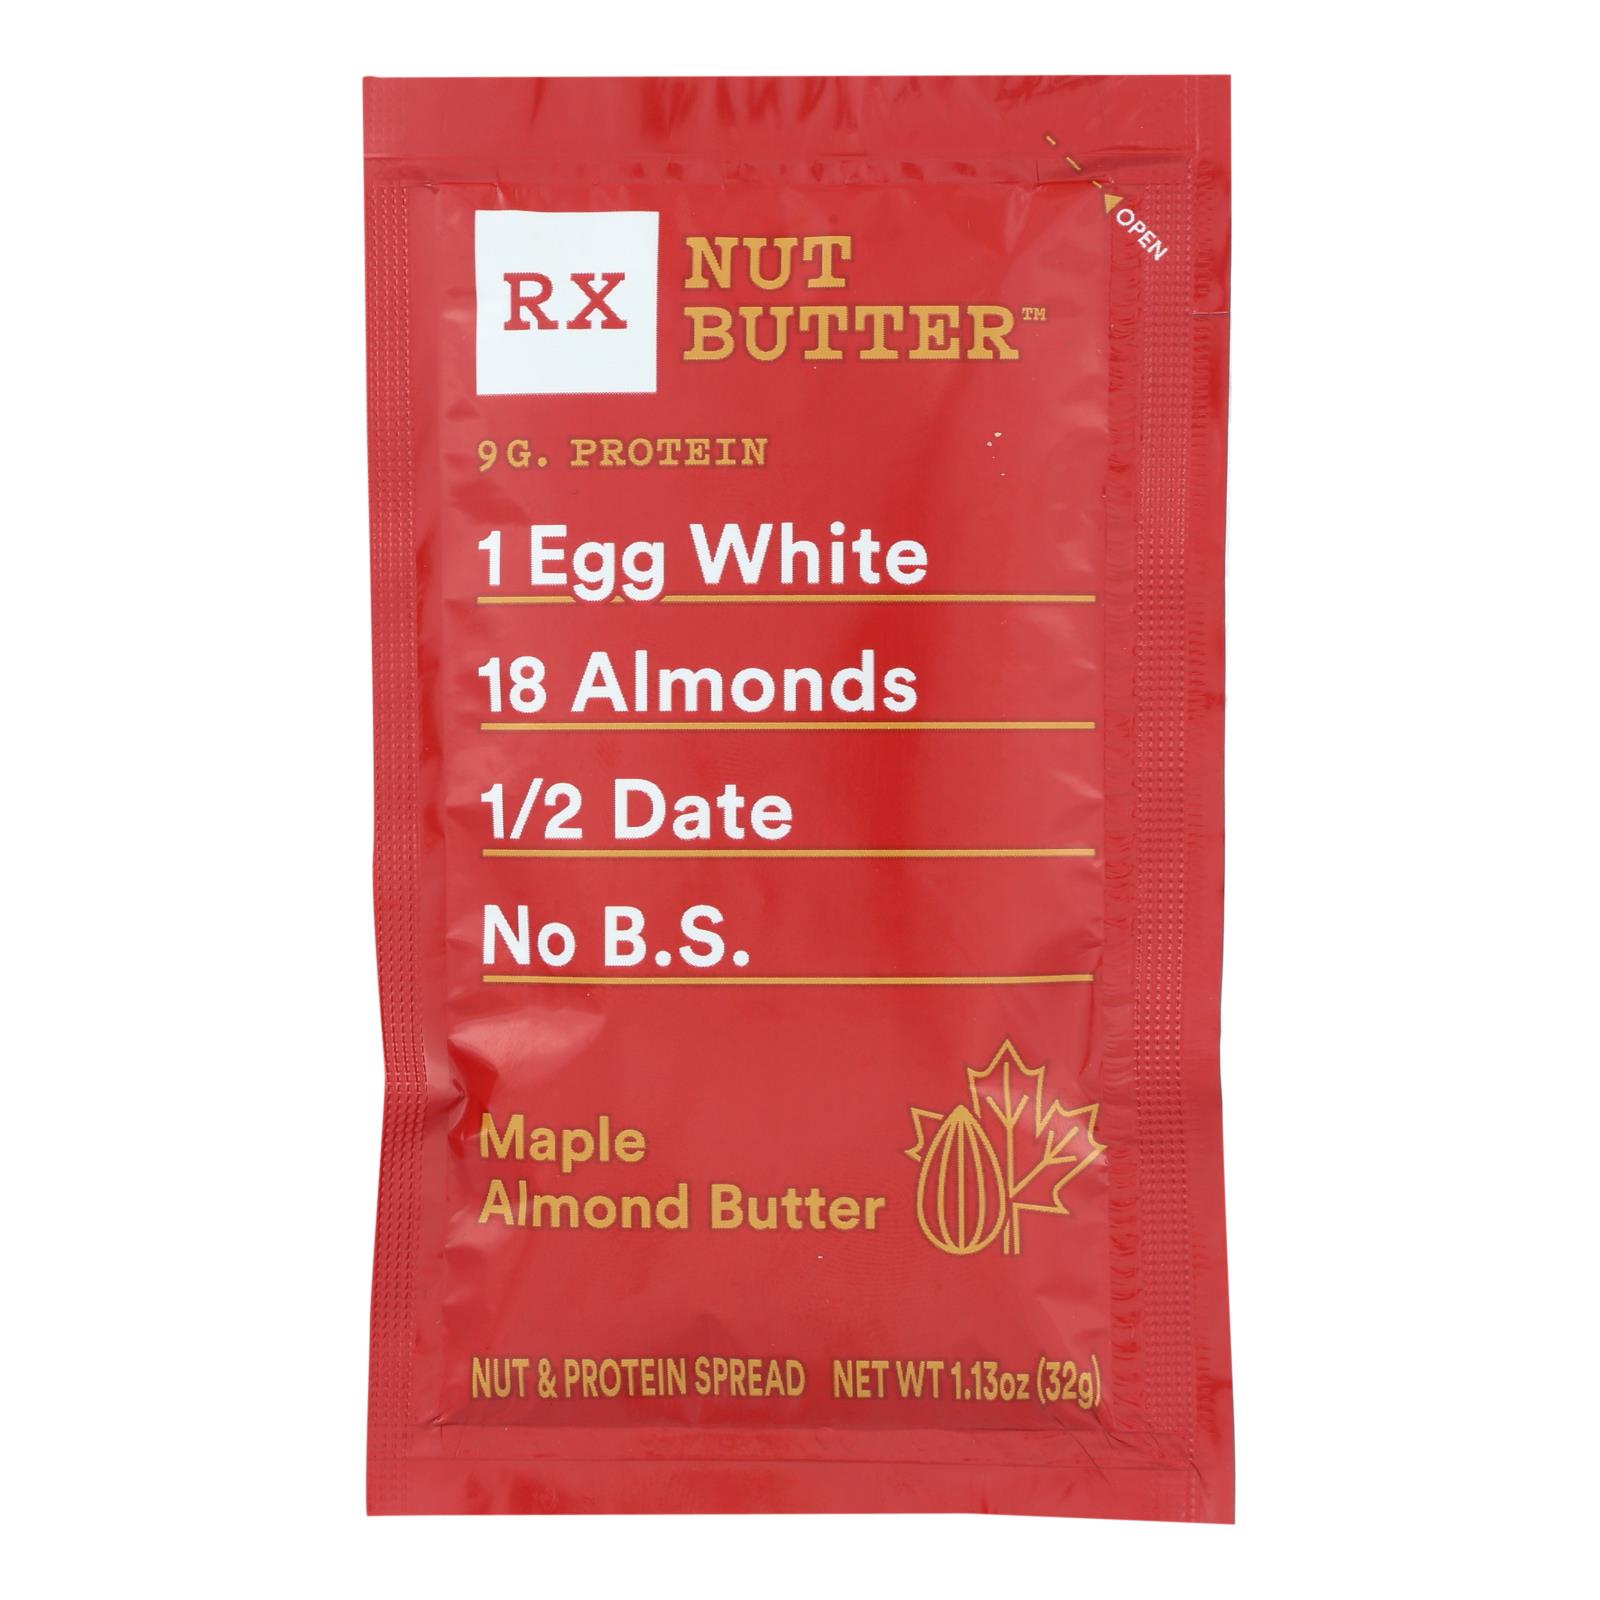 RX
NUT
BUTTER™
OPEN
9G. PROTEIN
1 Egg White
18 Almonds
1/2 Date
No B.S.
Maple
Almond Butter
NUT & PROTEIN SPREAD NET WT 1.13oz (32g)